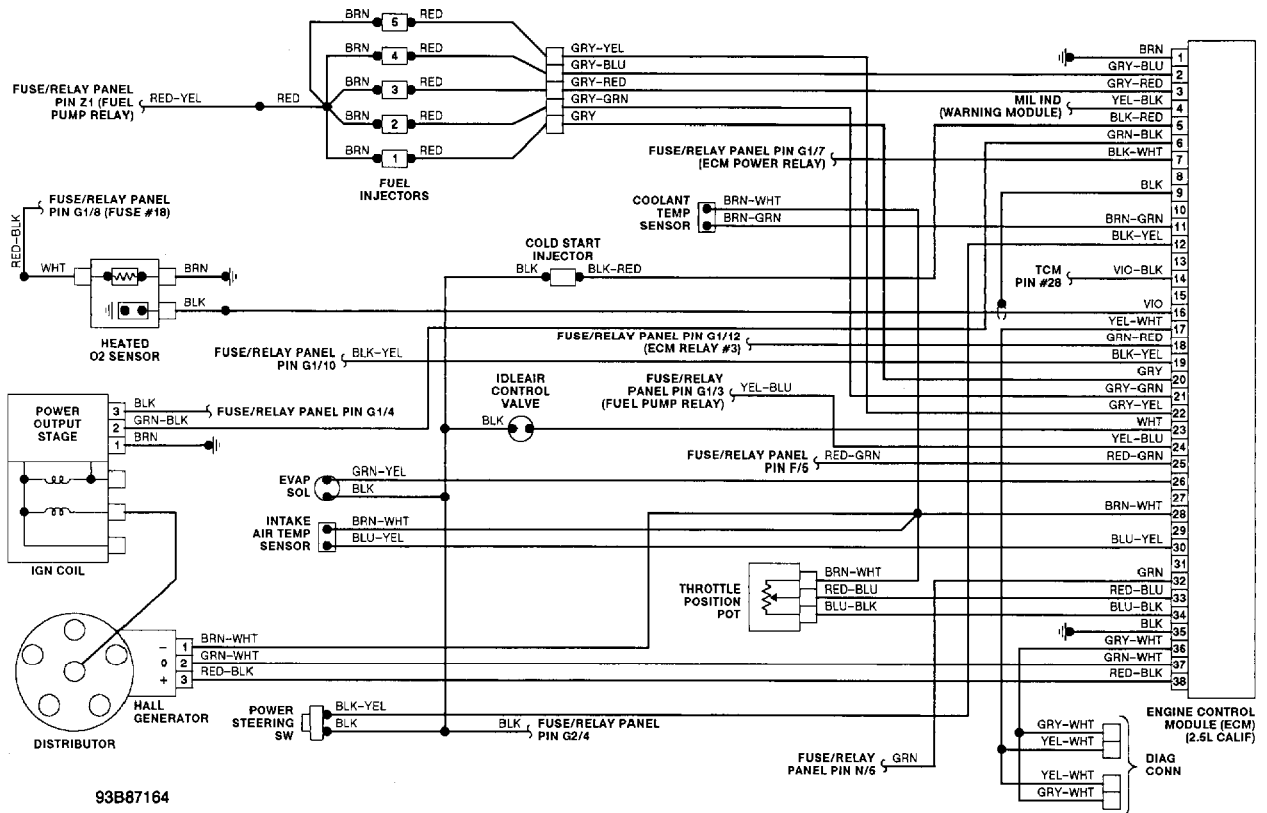 BRN 5 RED
BRN 4 RED
BRN 3 RED
BRN 2 RED
BRN 1 RED
FUEL
INJECTORS
FUSE/RELAY PANEL
PIN Z1 (FUEL
PUMP RELAY)
RED-YEL
RED
GRY-YEL
GRY-BLU
GRY-RED
GRY-GRN
GRY
FUSE/RELAY PANEL
PIN G1/8 (FUSE #18)
RED-BLK
WHT
BRN
BLK
HEATED
O2 SENSOR
COLD START
INJECTOR
BLK
BLK-RED
FUSE/RELAY PANEL PIN G1/7
(ECM POWER RELAY)
COOLANT
TEMP
SENSOR
BRN-WHT
BRN-GRN
MIL IND
(WARNING MODULE)
TCM
PIN #28
FUSE/RELAY PANEL PIN G1/12
(ECM RELAY #3)
FUSE/RELAY PANEL
PIN G1/10
BLK-YEL
POWER
OUTPUT
STAGE
3 BLK
2 GRN-BLK
1 BRN
FUSE/RELAY PANEL PIN G1/4
IGN COIL
IDLEAIR
CONTROL
VALVE
BLK
FUSE/RELAY
PANEL PIN G1/3
(FUEL PUMP RELAY)
YEL-BLU
FUSE/RELAY PANEL
PIN F/5
RED-GRN
EVAP
SOL
GRN-YEL
BLK
INTAKE
AIR TEMP
SENSOR
BRN-WHT
BLU-YEL
THROTTLE
POSITION
POT
BRN-WHT
RED-BLU
BLU-BLK
DISTRIBUTOR
HALL
GENERATOR
– 1 BRN-WHT
0 2 GRN-WHT
+ 3 RED-BLK
POWER
STEERING
SW
BLK-YEL
BLK
BLK
FUSE/RELAY PANEL
PIN G2/4
FUSE/RELAY
PANEL PIN N/5
GRN
BRN 1
GRY-BLU 2
GRY-RED 3
YEL-BLK 4
BLK-RED 5
GRN-BLK 6
BLK-WHT 7
8
BLK 9
10
BRN-GRN 11
BLK-YEL 12
13
VIO-BLK 14
15
VIO 16
YEL-WHT 17
GRN-RED 18
BLK-YEL 19
GRY 20
GRY-GRN 21
GRY-YEL 22
WHT 23
YEL-BLU 24
RED-GRN 25
26
27
BRN-WHT 28
29
BLU-YEL 30
31
GRN 32
RED-BLU 33
BLU-BLK 34
BLK 35
GRY-WHT 36
GRN-WHT 37
RED-BLK 38
ENGINE CONTROL
MODULE (ECM)
(2.5L CALIF)
GRY-WHT
YEL-WHT
YEL-WHT
GRY-WHT
DIAG
CONN
93B87164